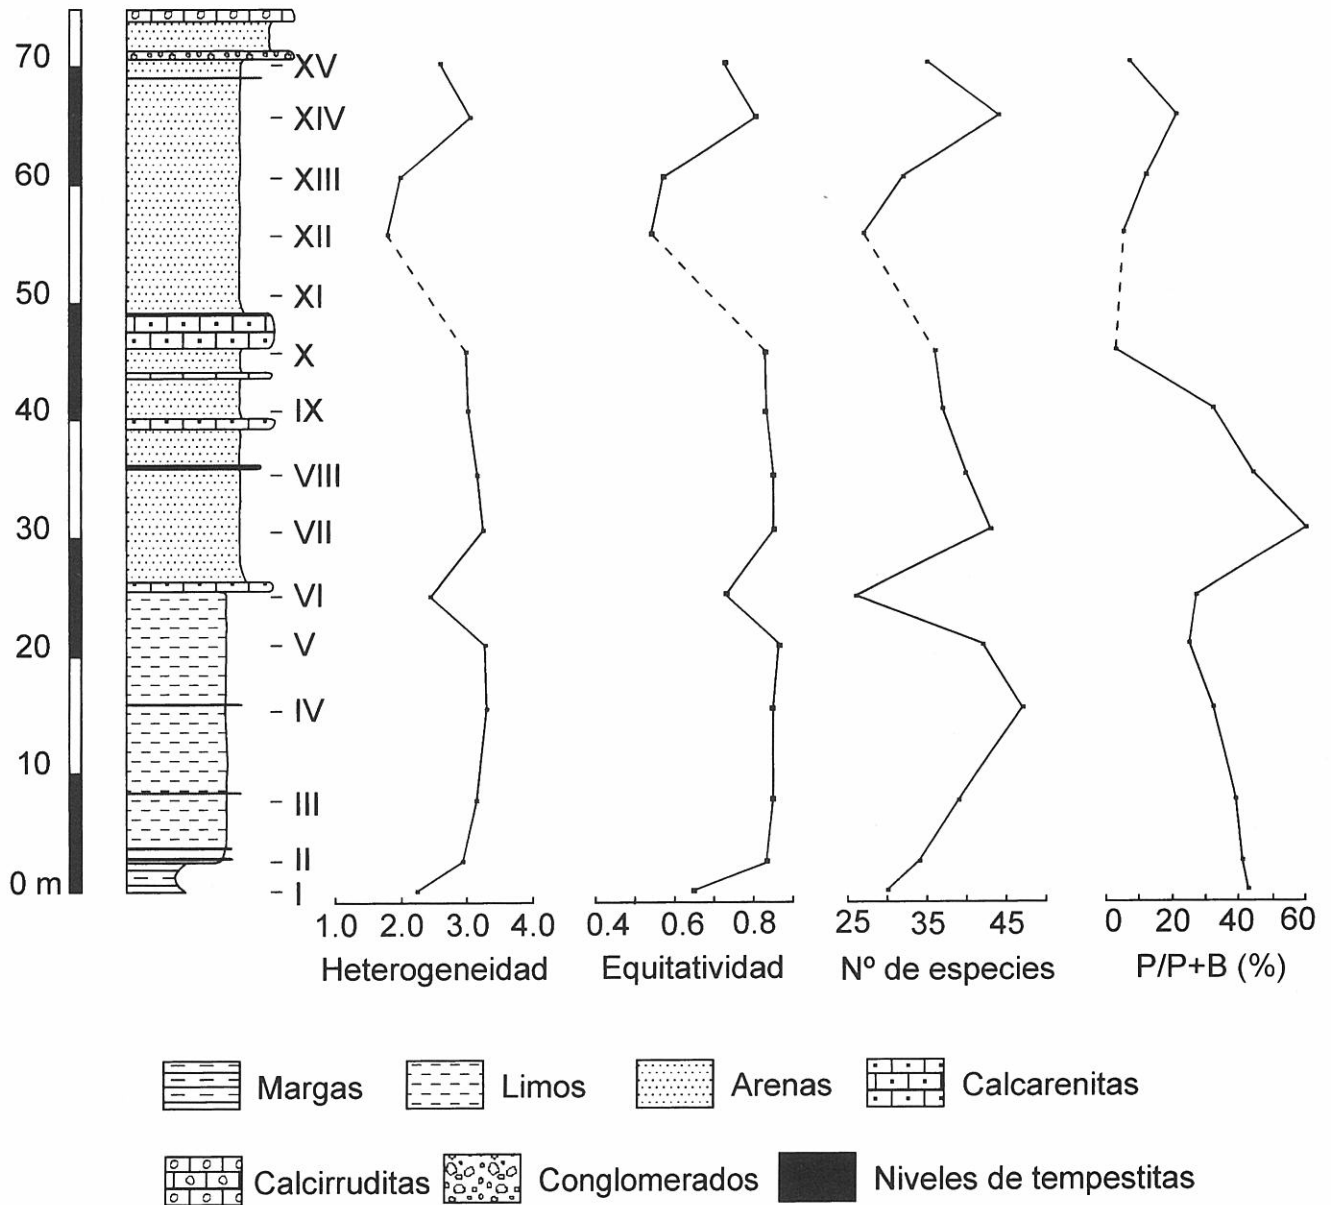 70
60
50
40
30
20
10
0 m
XV
XIV
XIII
XII
XI
X
IX
VIII
VII
VI
V
IV
III
II
I
1.0 2.0 3.0 4.0
Heterogeneidad
0.4 0.6 0.8
Equitatividad
25 35 45
Nº de especies
0 20 40 60
P/P+B (%)
Margas Limos Arenas Calcarenitas
Calcirruditas Conglomerados Niveles de tempestitas